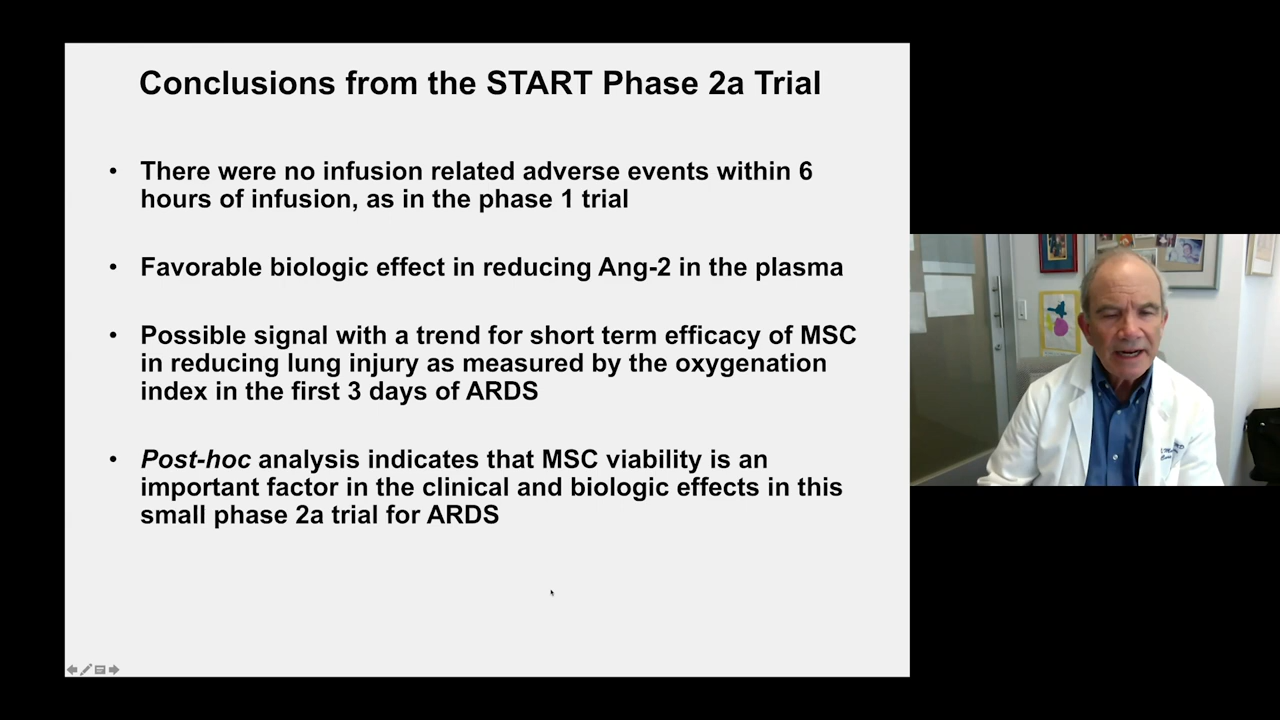 Conclusions from the START Phase 2a Trial
• There were no infusion related adverse events within 6
hours of infusion, as in the phase 1 trial
• Favorable biologic effect in reducing Ang-2 in the plasma
• Possible signal with a trend for short term efficacy of MSC
in reducing lung injury as measured by the oxygenation
index in the first 3 days of ARDS
• Post-hoc analysis indicates that MSC viability is an
important factor in the clinical and biologic effects in this
small phase 2a trial for ARDS